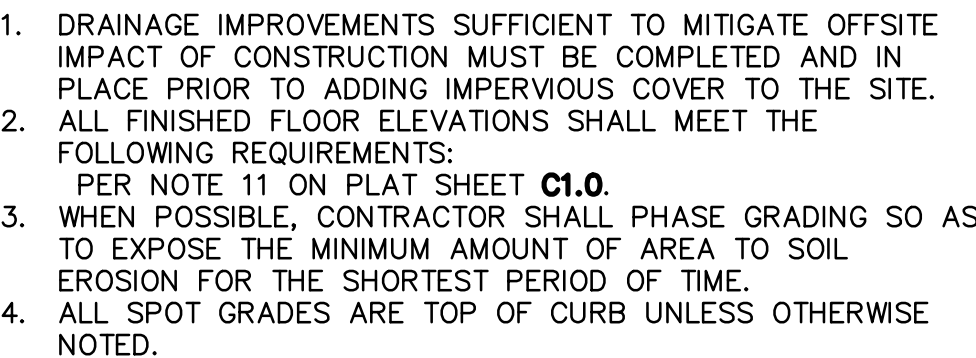 1. DRAINAGE IMPROVEMENTS SUFFICIENT TO MITIGATE OFFSITE
IMPACT OF CONSTRUCTION MUST BE COMPLETED AND IN
PLACE PRIOR TO ADDING IMPERVIOUS COVER TO THE SITE.
2. ALL FINISHED FLOOR ELEVATIONS SHALL MEET THE
FOLLOWING REQUIREMENTS:
PER NOTE 11 ON PLAT SHEET C1.0.
3. WHEN POSSIBLE, CONTRACTOR SHALL PHASE GRADING SO AS
TO EXPOSE THE MINIMUM AMOUNT OF AREA TO SOIL
EROSION FOR THE SHORTEST PERIOD OF TIME.
4. ALL SPOT GRADES ARE TOP OF CURB UNLESS OTHERWISE
NOTED.